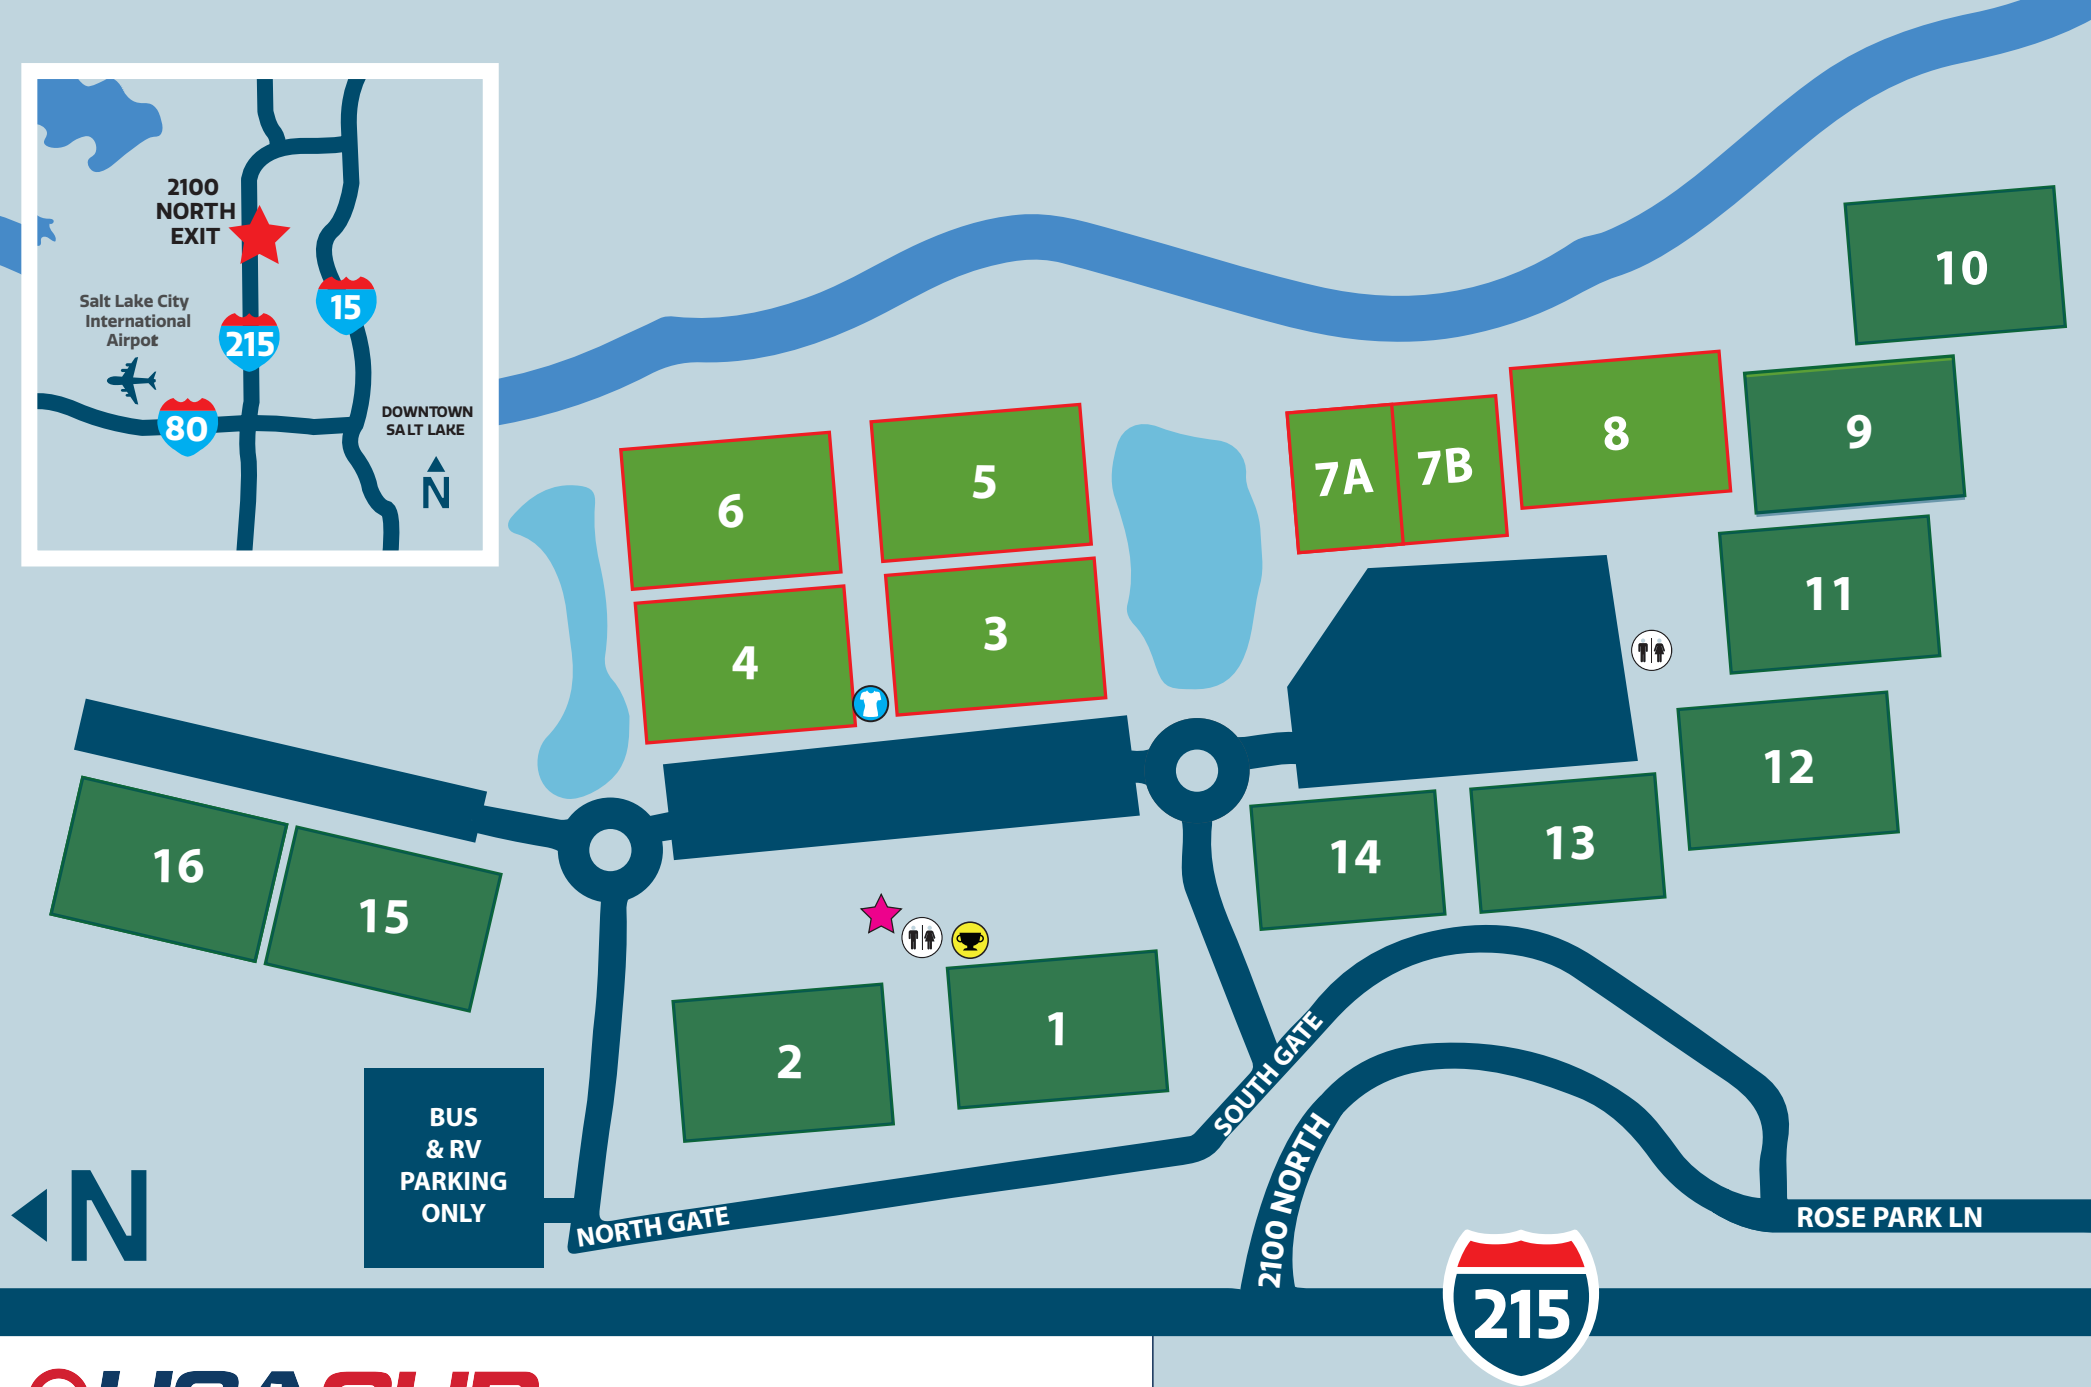 2100
NORTH
EXIT
Salt Lake City
International
Airpot
15
215
80
DOWNTOWN
SALT LAKE
N
10
9
8
7A
7B
5
6
11
3
4
12
13
14
16
15
1
2
BUS
& RV
PARKING
ONLY
N
NORTH GATE
SOUTH GATE
2100 NORTH
ROSE PARK LN
215